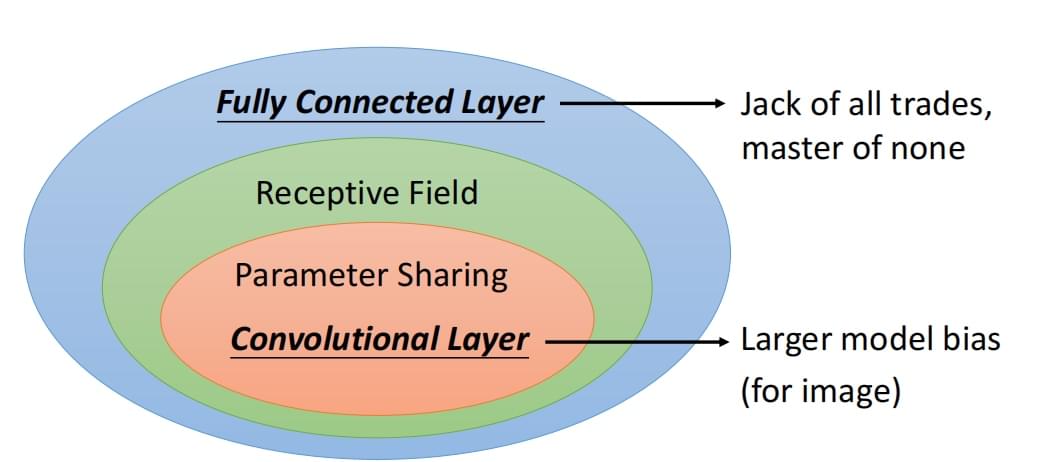 Fully Connected Layer
Jack of all trades,
master of none
Receptive Field
Parameter Sharing
Convolutional Layer
Larger model bias
(for image)